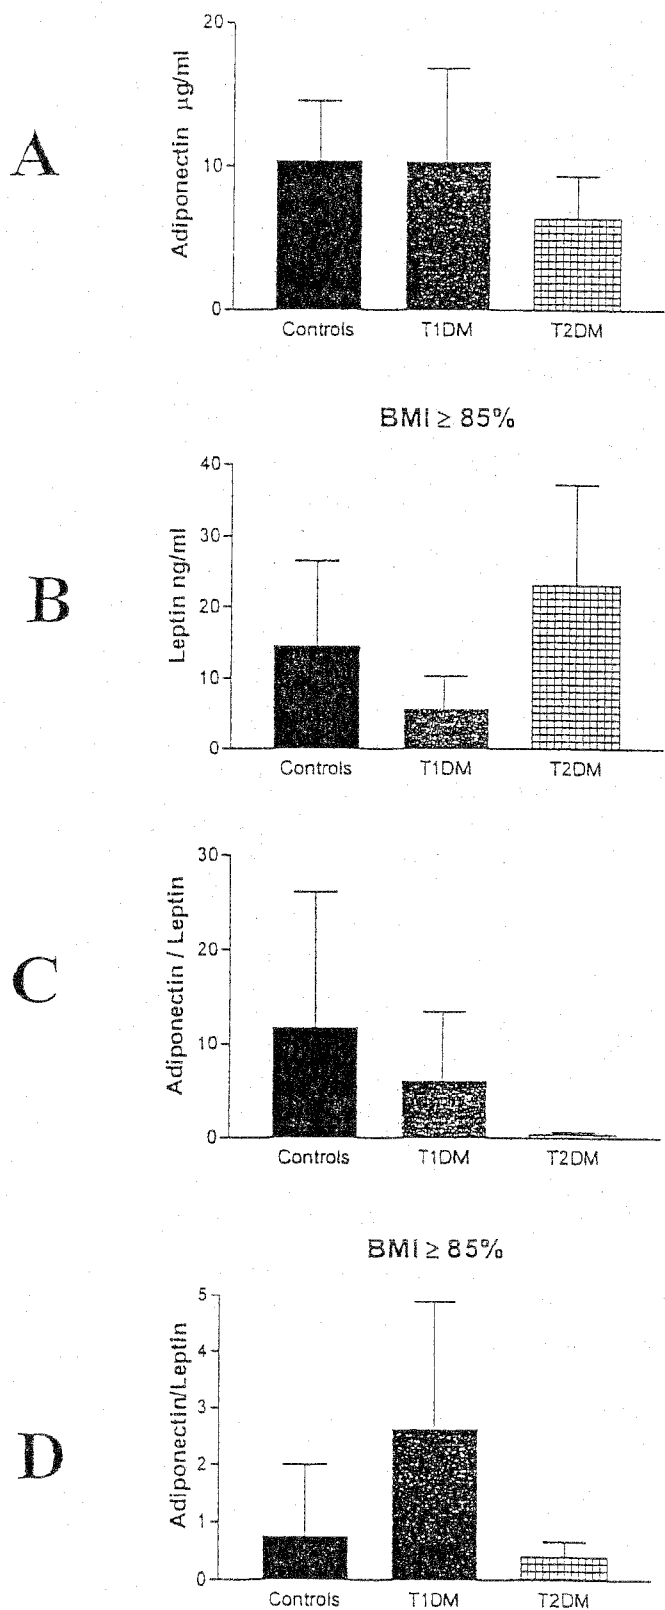 A
Adiponectin µg/ml
20
10
0
Controls T1DM T2DM
BMI ≥ 85%
B
Leptin ng/ml
40
30
20
10
0
Controls T1DM T2DM
C
Adiponectin / Leptin
30
20
10
0
Controls T1DM T2DM
BMI ≥ 85%
D
Adiponectin/Leptin
5
4
3
2
1
0
Controls T1DM T2DM